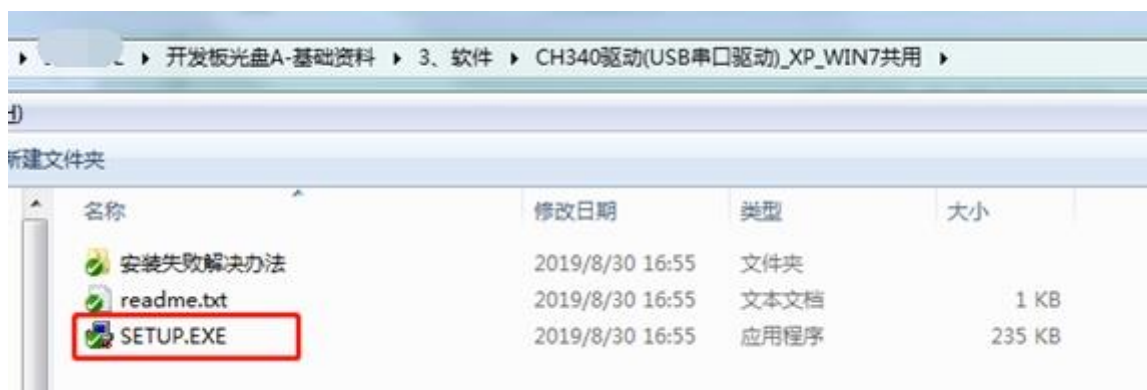 ▸ ▸ 开发板光盘A-基础资料 ▸ 3、软件 ▸ CH340驱动(USB串口驱动)_XP_WIN7共用 ▸
H)
新建文件夹
名称 修改日期 类型 大小
安装失败解决办法 2019/8/30 16:55 文件夹
readme.txt 2019/8/30 16:55 文本文档 1 KB
SETUP.EXE 2019/8/30 16:55 应用程序 235 KB